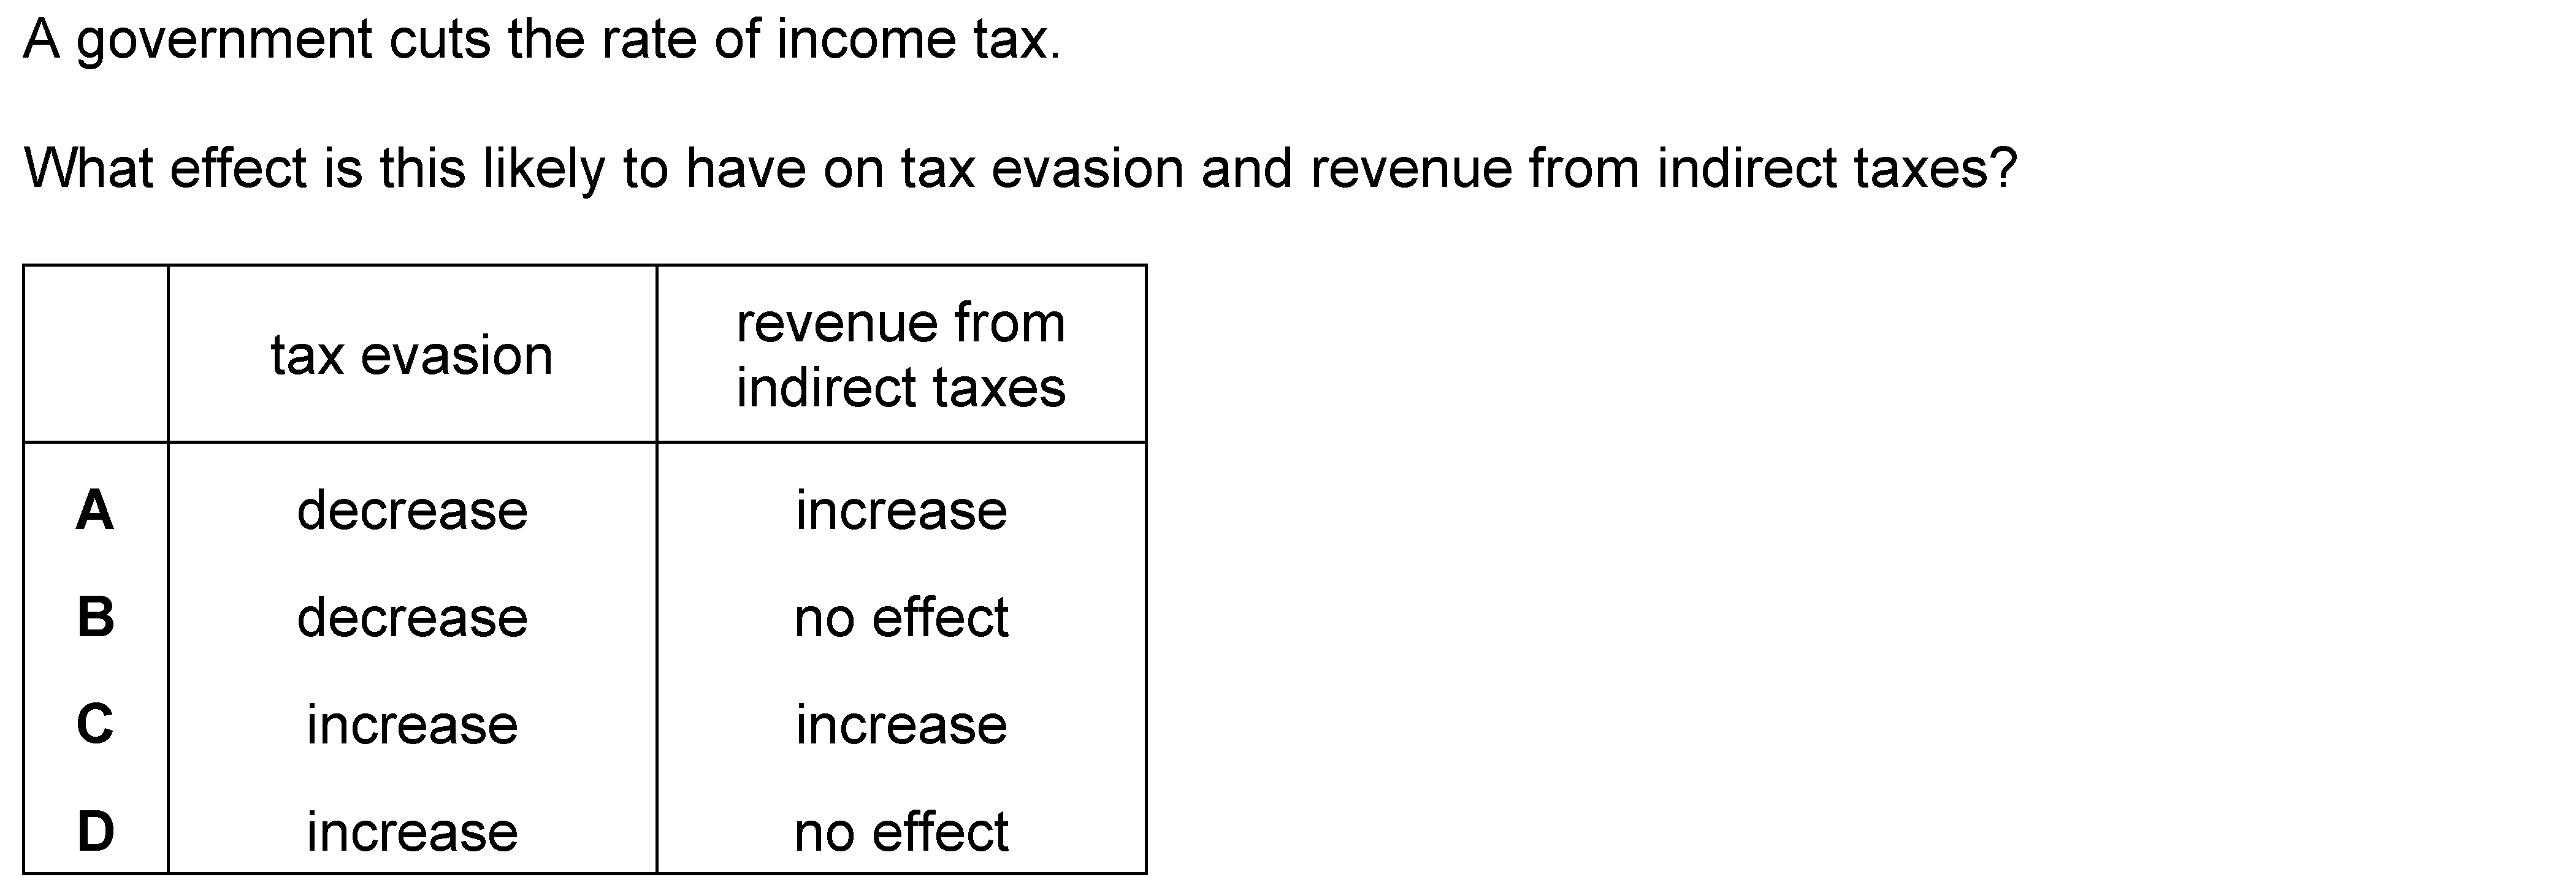 A government cuts the rate of income tax.
What effect is this likely to have on tax evasion and revenue from indirect taxes?
tax evasion
revenue from
indirect taxes
A decrease increase
B decrease no effect
C increase increase
D increase no effect